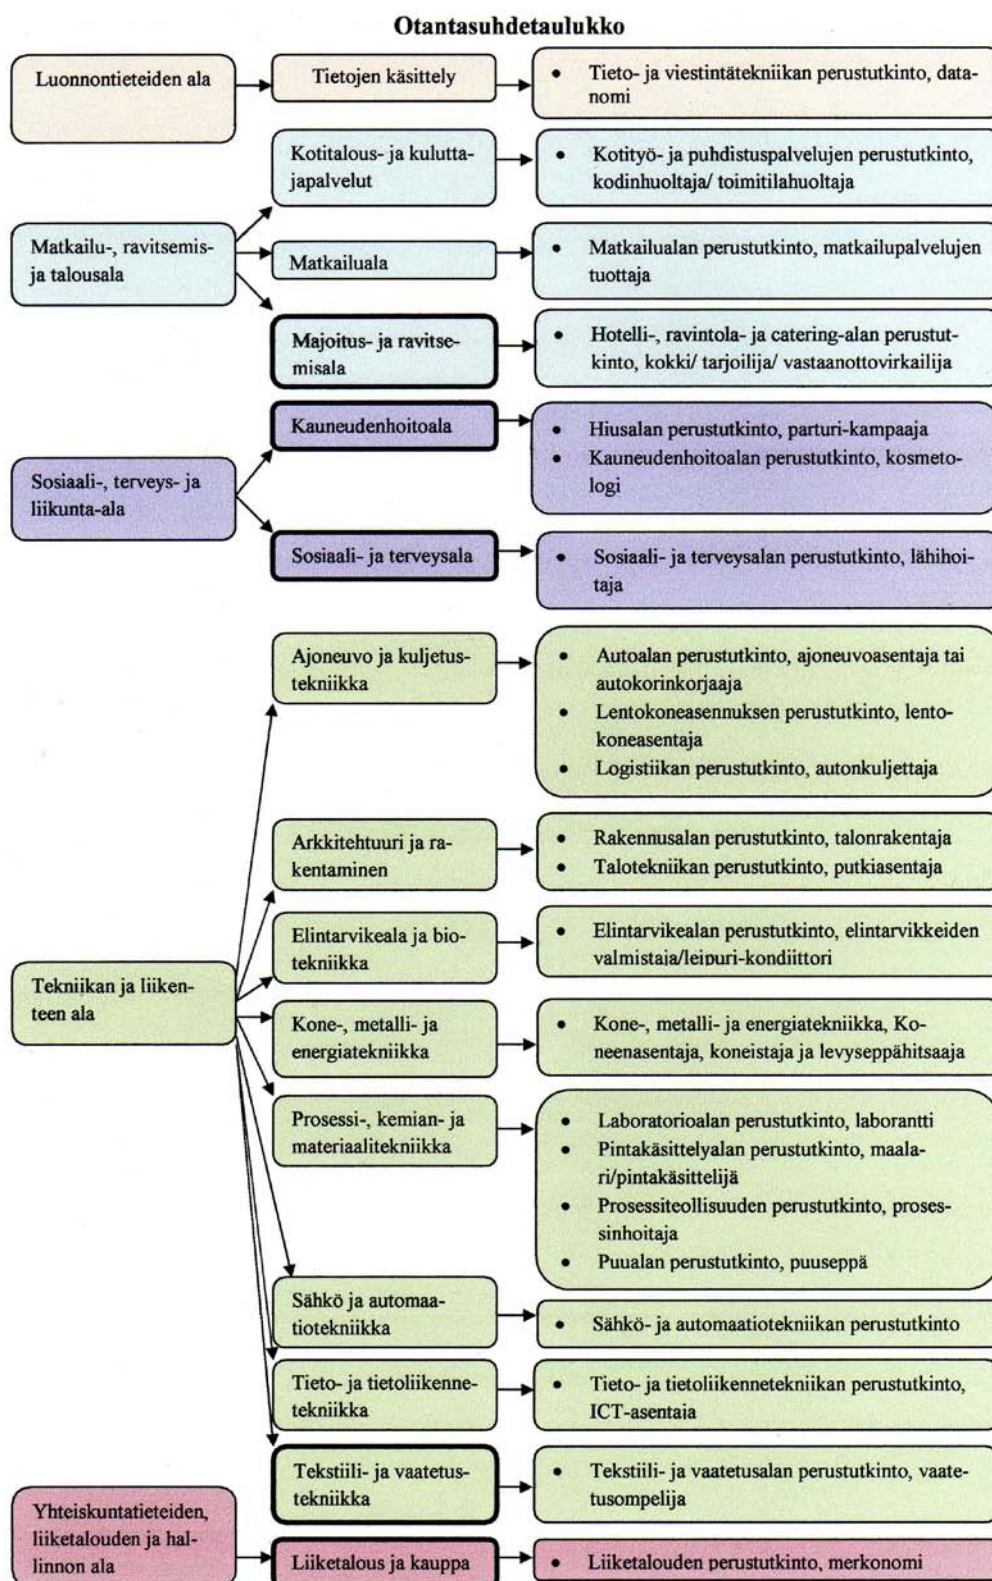 Otantasuhdetaulukko
Luonnontieteiden ala
Tietojen käsittely
• Tieto- ja viestintätekniikan perustutkinto, data-
nomi
Matkailu-, ravitsemis-
ja talousala
Kotitalous- ja kulutta-
japalvelut
• Kotityö- ja puhdistuspalvelujen perustutkinto,
kodinhuoltaja/ toimitilahuoltaja
Matkailuala
• Matkailualan perustutkinto, matkailupalvelujen
tuottaja
Majoitus- ja ravitse-
misala
• Hotelli-, ravintola- ja catering-alan perustut-
kinto, kokki/ tarjoilija/ vastaanottovirkailija
Sosiaali-, terveys- ja
liikunta-ala
Kauneudenhoitoala
• Hiusalan perustutkinto, parturi-kampaaja
• Kauneudenhoitoalan perustutkinto, kosmeto-
logi
Sosiaali- ja terveysala
• Sosiaali- ja terveysalan perustutkinto, lähihoi-
taja
Tekniikan ja liiken-
teen ala
Ajoneuvo ja kuljetus-
tekniikka
• Autoalan perustutkinto, ajoneuvoasentaja tai
autokorinkorjaaja
• Lentokoneasennuksen perustutkinto, lento-
koneasentaja
• Logistiikan perustutkinto, autonkuljettaja
Arkkitehtuuri ja ra-
kentaminen
• Rakennusalan perustutkinto, talonrakentaja
• Talotekniikan perustutkinto, putkiasentaja
Elintarvikeala ja bio-
tekniikka
• Elintarvikealan perustutkinto, elintarvikkeiden
valmistaja/leipuri-kondiittori
Kone-, metalli- ja
energiatekniikka
• Kone-, metalli- ja energiatekniikka, Ko-
neenasentaja, koneistaja ja levyseppähitsaaja
Prosessi-, kemian- ja
materiaalitekniikka
• Laboratorioalan perustutkinto, laborantti
• Pintakäsittelyalan perustutkinto, maala-
ri/pintakäsittelijä
• Prosessiteollisuuden perustutkinto, proses-
sinhoitaja
• Puualan perustutkinto, puuseppä
Sähkö ja automaa-
tiotekniikka
• Sähkö- ja automaatiotekniikan perustutkinto
Tieto- ja tietoliikenne-
tekniikka
• Tieto- ja tietoliikennetekniikan perustutkinto,
ICT-asentaja
Tekstiili- ja vaatetus-
tekniikka
• Tekstiili- ja vaatetusalan perustutkinto, vaate-
tusompelija
Yhteiskuntatieteiden,
liiketalouden ja hal-
linnon ala
Liiketalous ja kauppa
• Liiketalouden perustutkinto, merkonomi